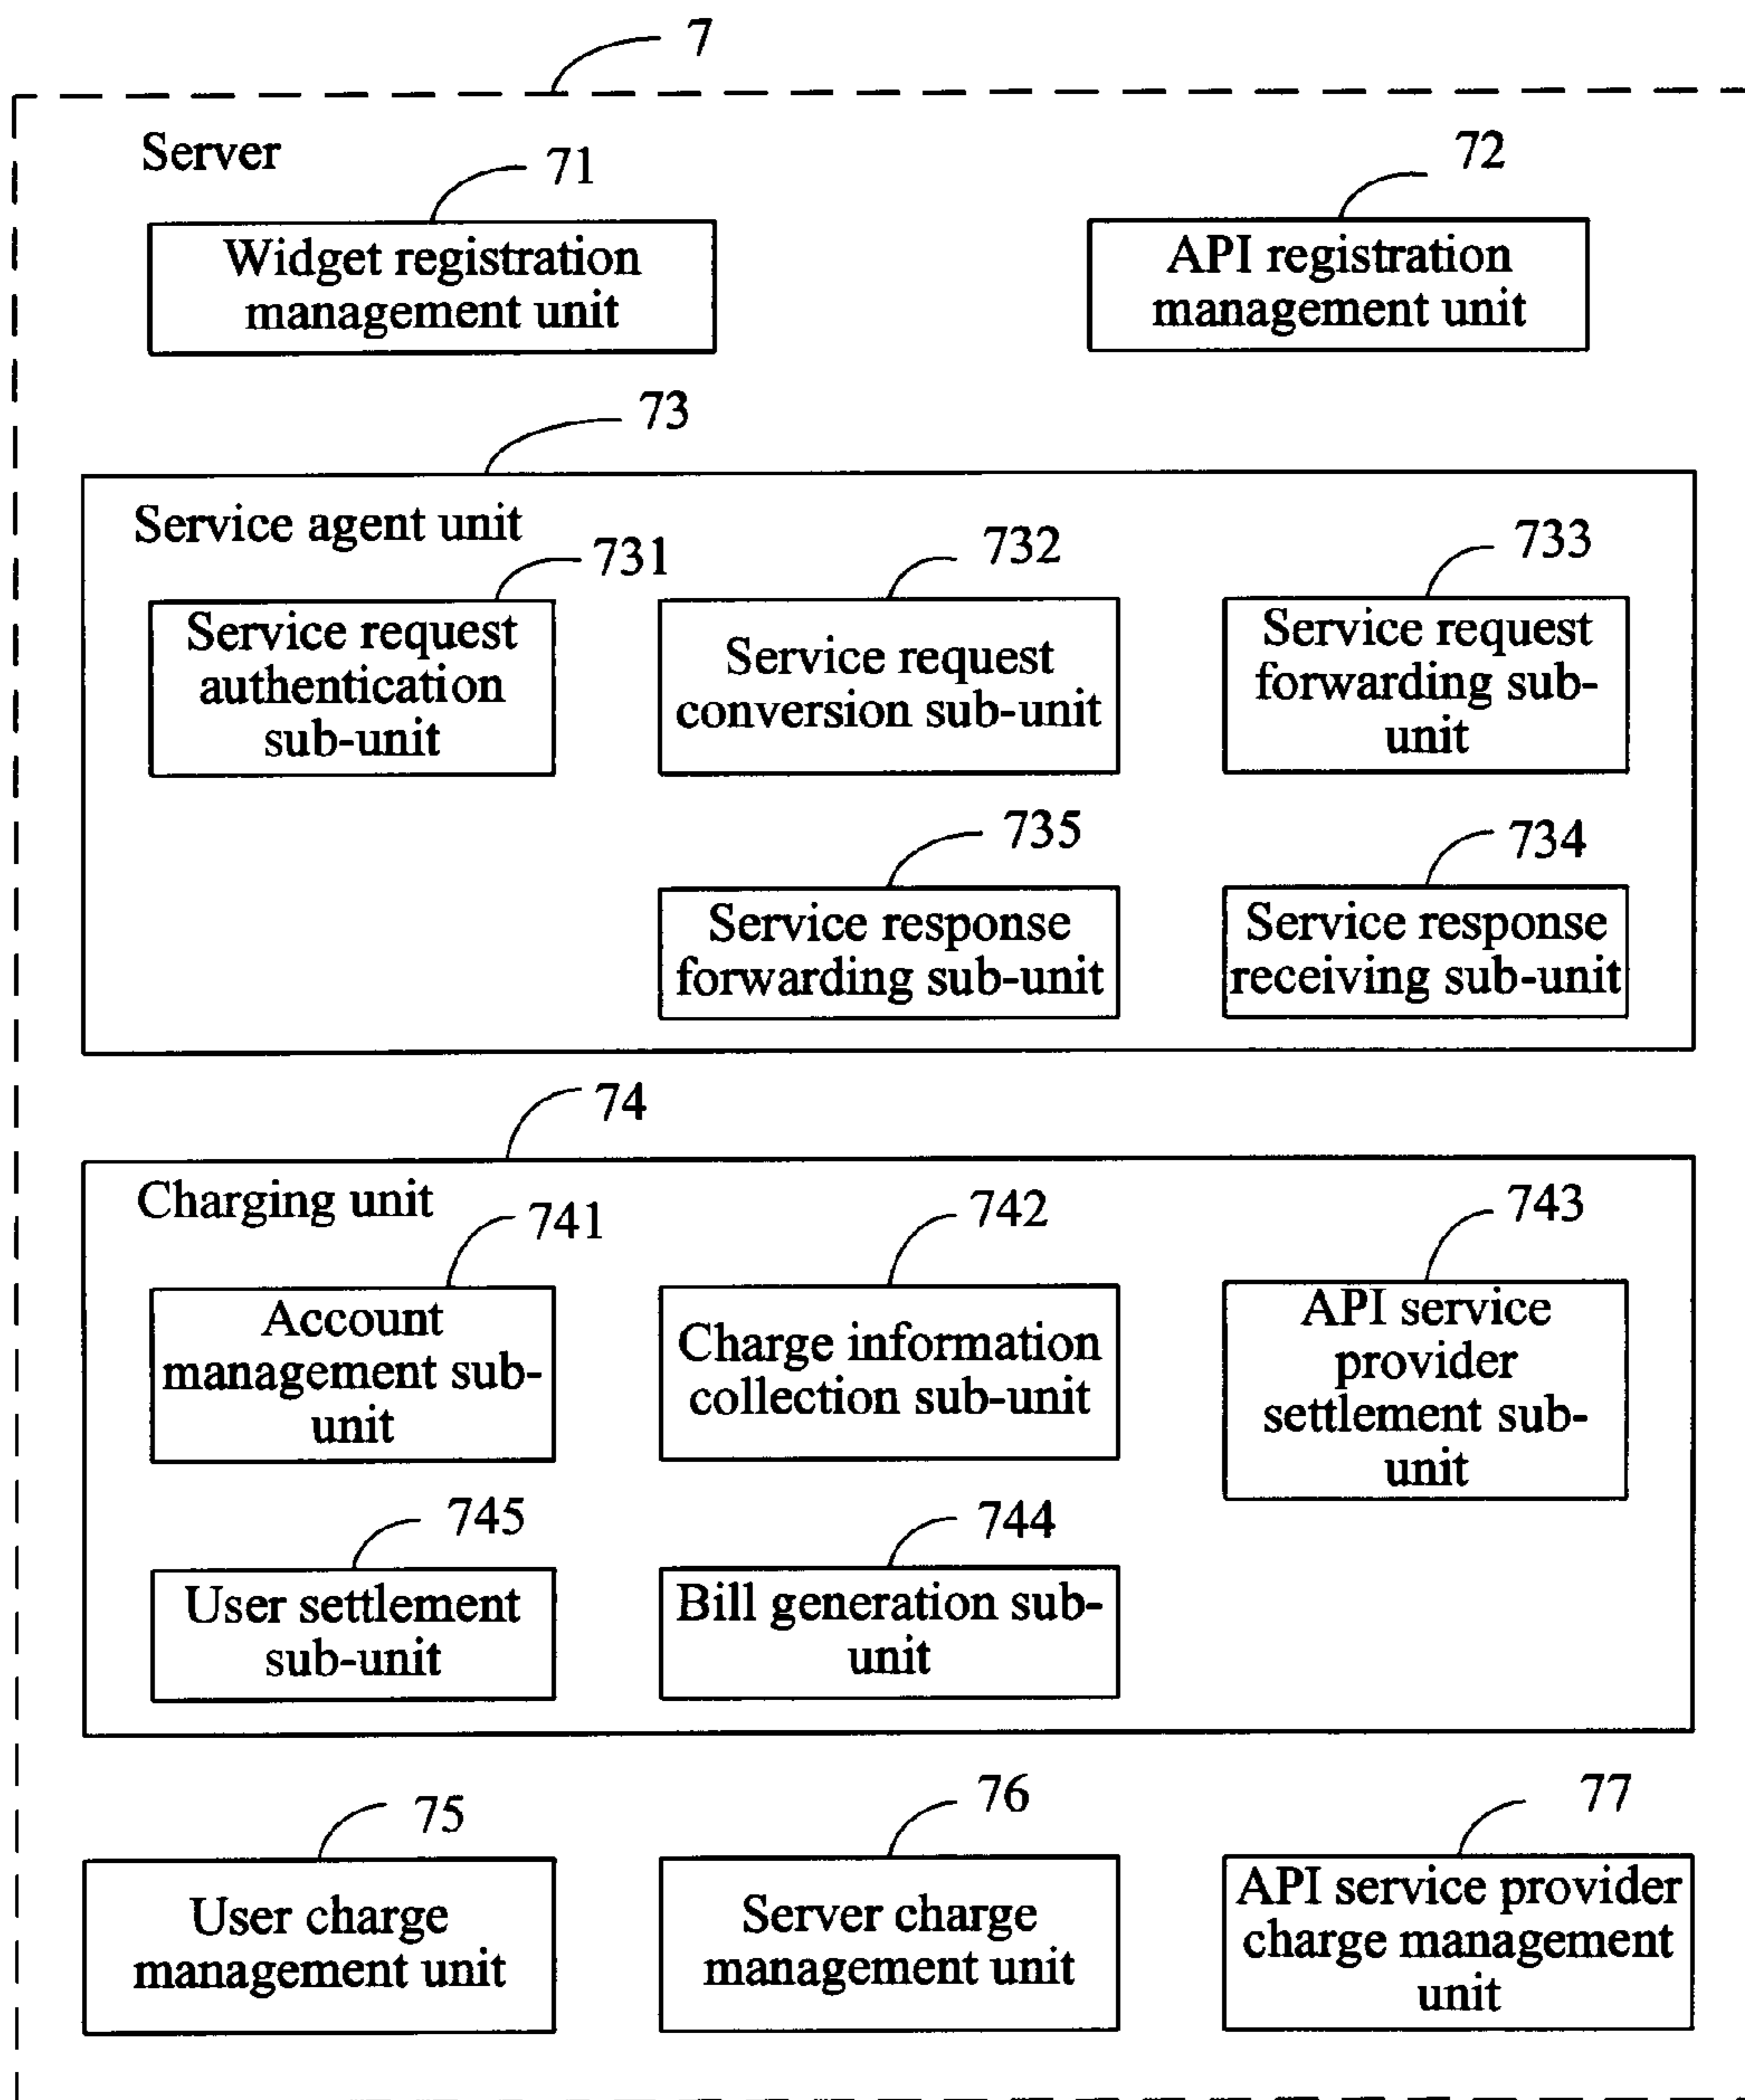 7
Server
71
72
Widget registration
management unit
API registration
management unit
73
Service agent unit
731
732
733
Service request
authentication
sub-unit
Service request
conversion sub-unit
Service request
forwarding sub-
unit
735
734
Service response
forwarding sub-unit
Service response
receiving sub-unit
74
Charging unit
741
742
743
Account
management sub-
unit
Charge information
collection sub-unit
API service
provider
settlement sub-
unit
745
744
User settlement
sub-unit
Bill generation sub-
unit
75
76
77
User charge
management unit
Server charge
management unit
API service provider
charge management
unit